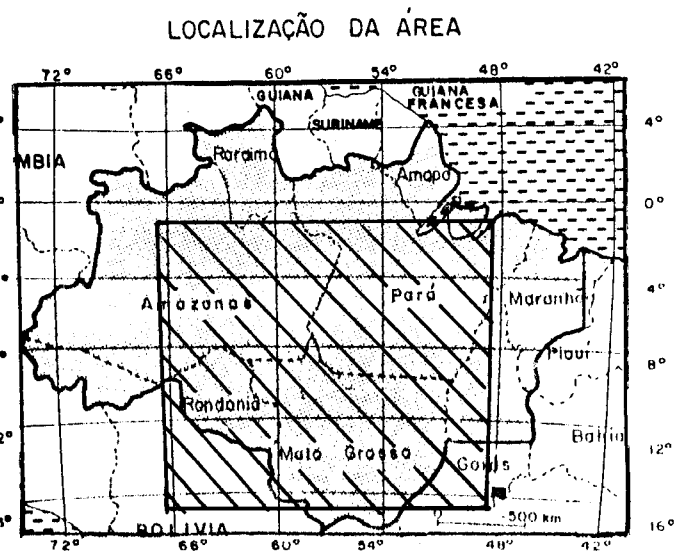 LOCALIZAÇÃO DA ÁREA
72° 66° 60° 54° 48° 42°
GUIANA
GUIANA
FRANCESA
SURINAME
4°
MBIA
Roraima
Amapá
0°
Amazonas
Pará
Maranhão
4°
Piauí
8°
Rondonia
Bahia
Mato Grosso
Goiás
12°
500 km
BOLIVIA
16°
72° 66° 60° 54° 48° 42°